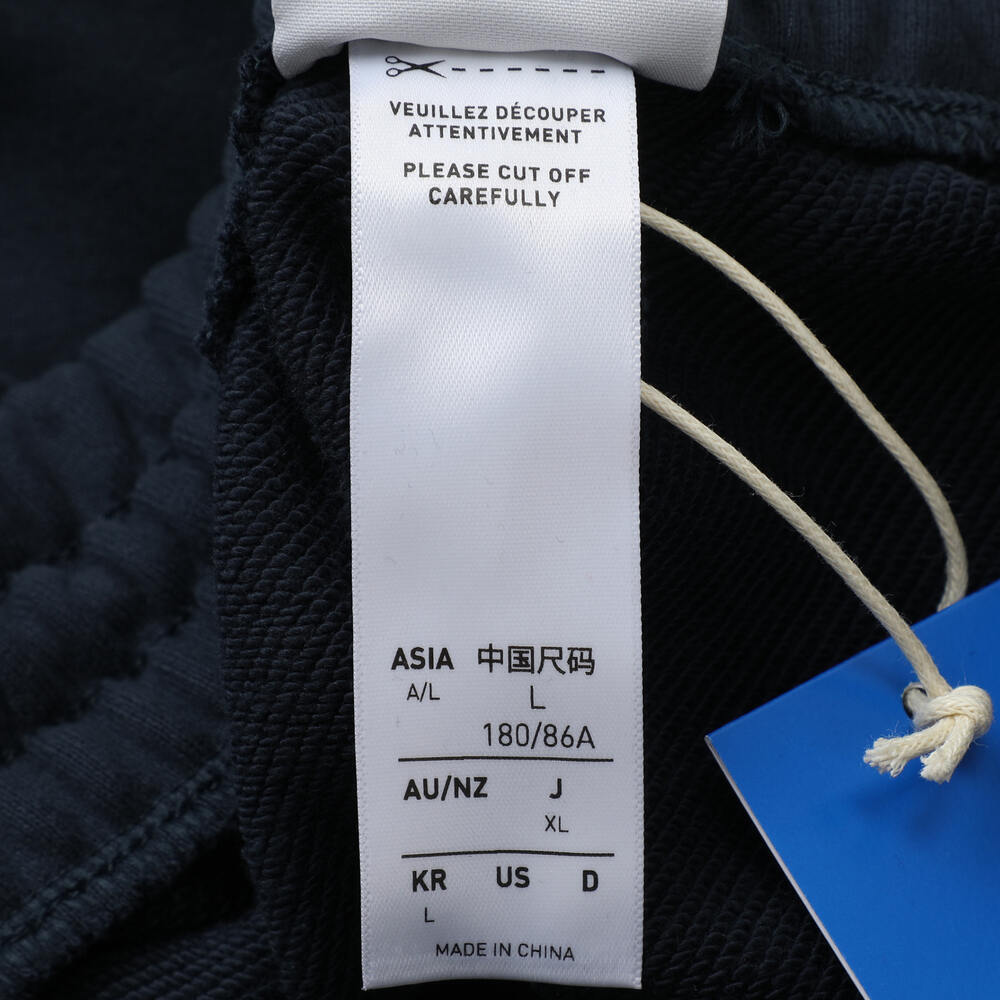 VEUILLEZ DÉCOUPER
ATTENTIVEMENT
PLEASE CUT OFF
CAREFULLY
ASIA 中国尺码
A/L L
180/86A
AU/NZ J
XL
KR US D
L
MADE IN CHINA